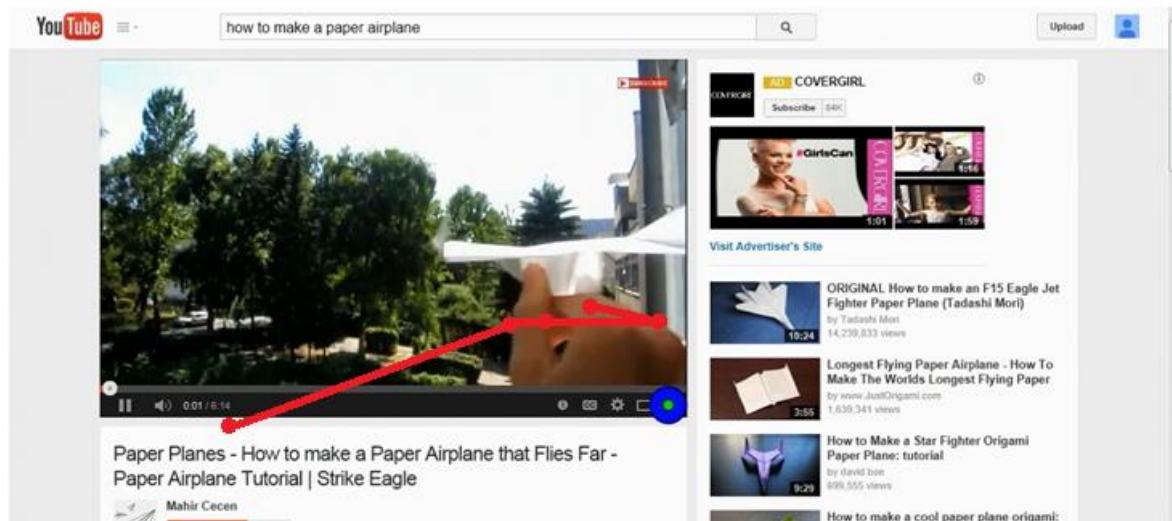 YouTube
how to make a paper airplane
Upload
SUBSCRIBE
0:01 / 6:14
Paper Planes - How to make a Paper Airplane that Flies Far -
Paper Airplane Tutorial | Strike Eagle
Mahir Cecen
COVERGIRL
AD COVERGIRL
Subscribe 84K
#GirlsCan
COVERGIRL
1:01
1:16
1:59
Visit Advertiser's Site
ORIGINAL How to make an F15 Eagle Jet
Fighter Paper Plane (Tadashi Mori)
by Tadashi Mori
14,239,833 views
10:24
Longest Flying Paper Airplane - How To
Make The Worlds Longest Flying Paper
by www.JustOrigami.com
1,639,341 views
3:55
How to Make a Star Fighter Origami
Paper Plane: tutorial
by david boe
699,555 views
9:29
How to make a cool paper plane origami: